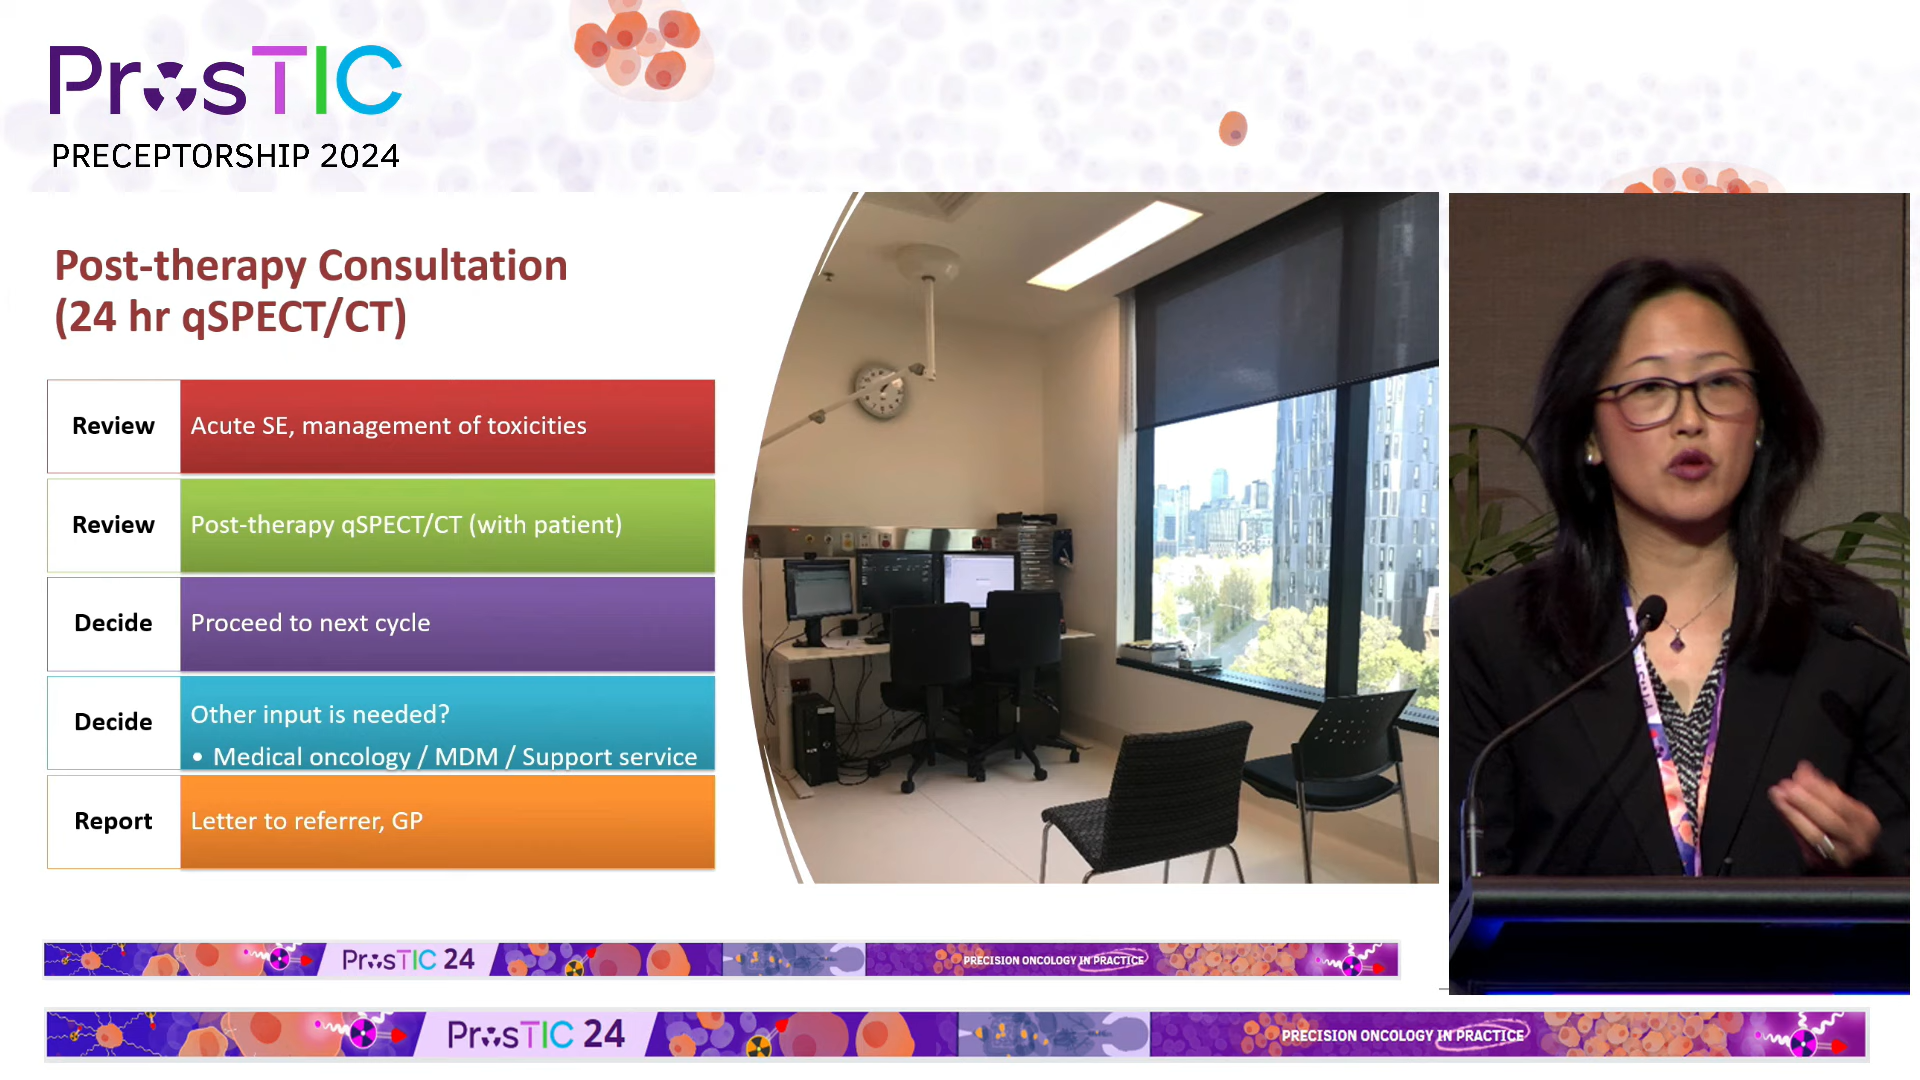 ProsTIC
PRECEPTORSHIP 2024
Post-therapy Consultation
(24 hr qSPECT/CT)
Review
Acute SE, management of toxicities
Review
Post-therapy qSPECT/CT (with patient)
Decide
Proceed to next cycle
Decide
Other input is needed?
• Medical oncology / MDM / Support service
Report
Letter to referrer, GP
ProsTIC 24
PRECISION ONCOLOGY IN PRACTICE
ProsTIC 24
PRECISION ONCOLOGY IN PRACTICE